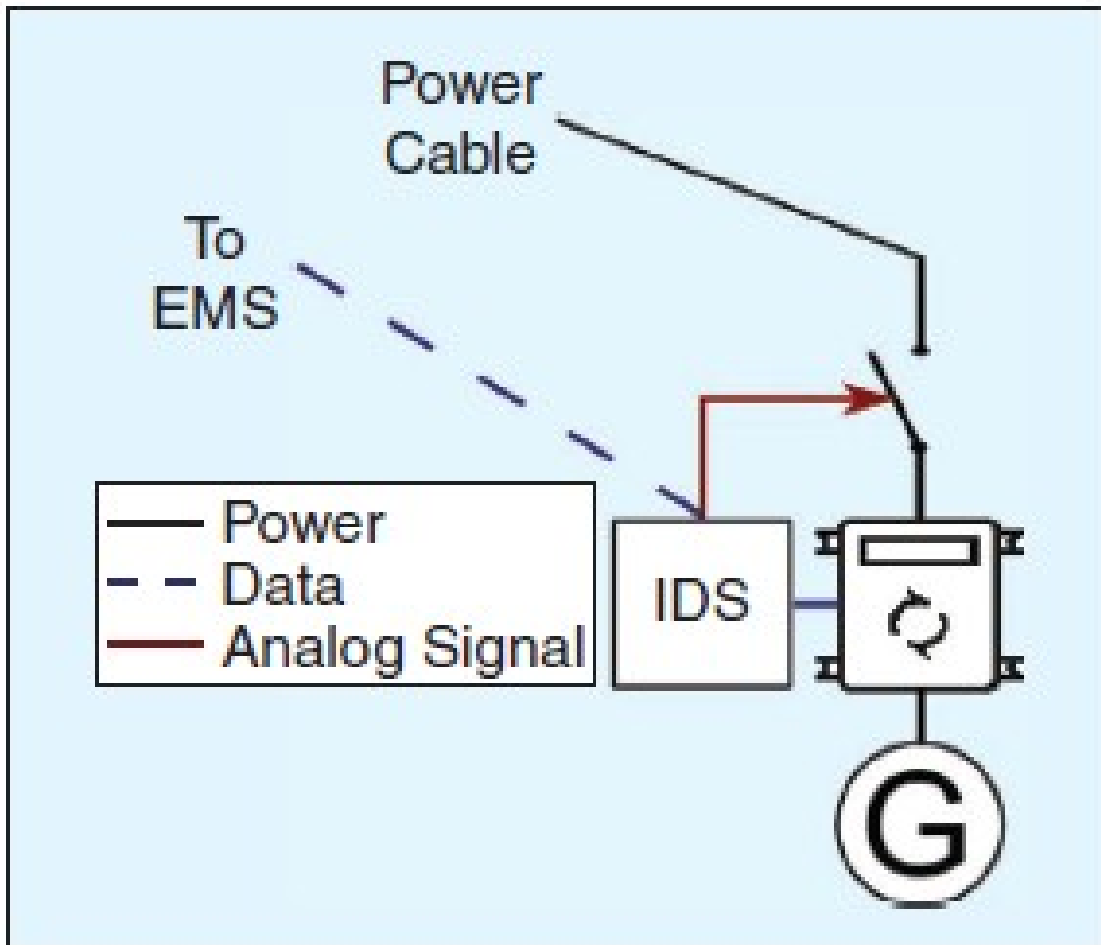 Power
Cable
To
EMS
Power
Data
Analog Signal
IDS
G